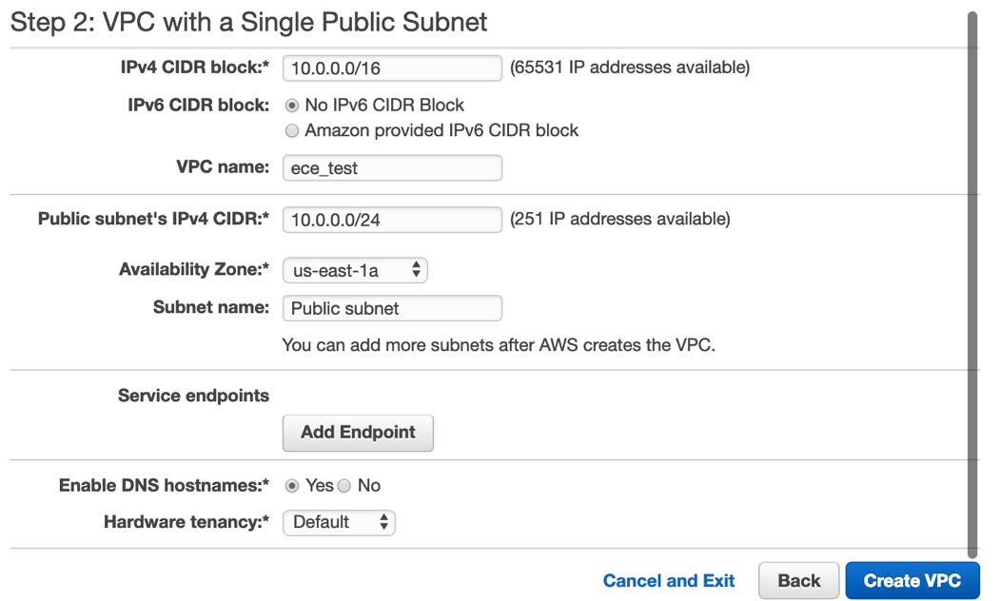 Step 2: VPC with a Single Public Subnet
IPv4 CIDR block:* 10.0.0.0/16 (65531 IP addresses available)
IPv6 CIDR block: No IPv6 CIDR Block
Amazon provided IPv6 CIDR block
VPC name: ece_test
Public subnet's IPv4 CIDR:* 10.0.0.0/24 (251 IP addresses available)
Availability Zone:* us-east-1a
Subnet name: Public subnet
You can add more subnets after AWS creates the VPC.
Service endpoints
Add Endpoint
Enable DNS hostnames:* Yes No
Hardware tenancy:* Default
Cancel and Exit Back Create VPC